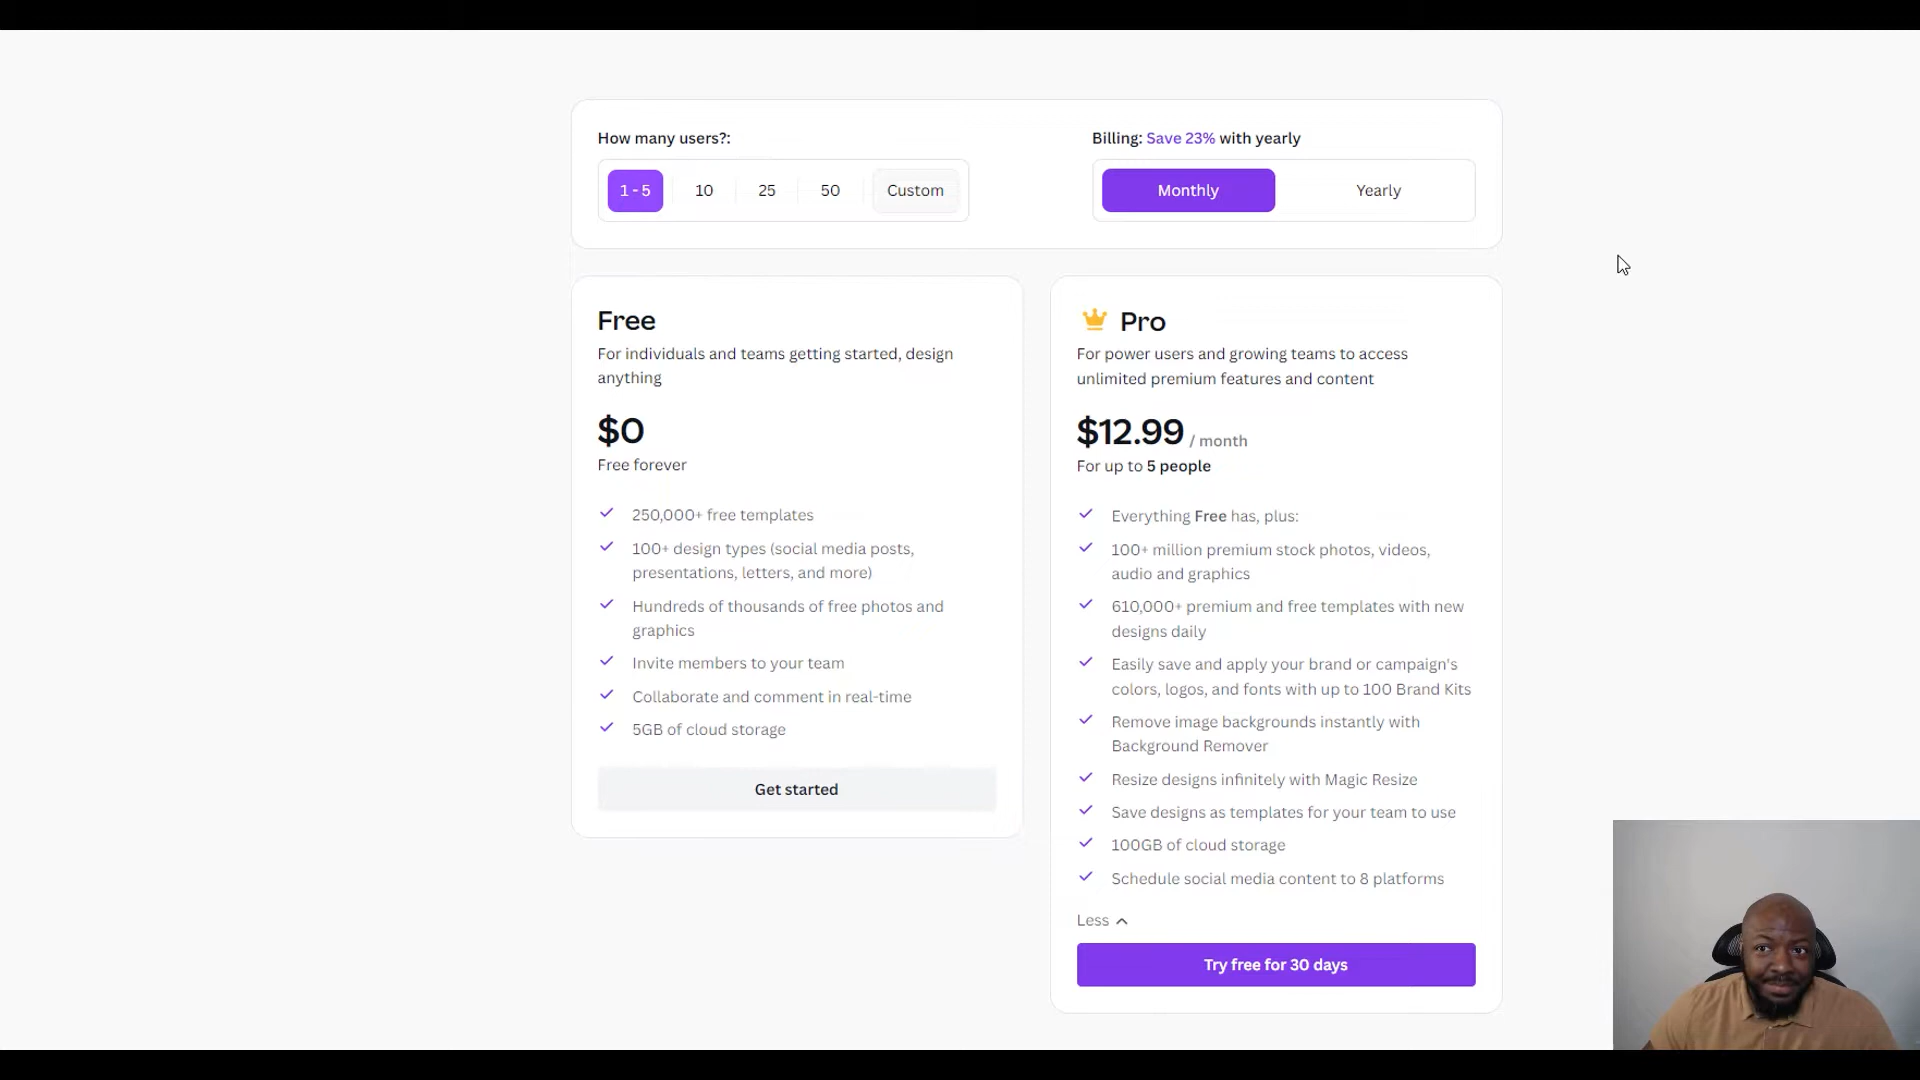 How many users?:
1 - 5
10
25
50
Custom
Billing: Save 23% with yearly
Monthly
Yearly
Free
For individuals and teams getting started, design
anything
$0
Free forever
250,000+ free templates
100+ design types (social media posts,
presentations, letters, and more)
Hundreds of thousands of free photos and
graphics
Invite members to your team
Collaborate and comment in real-time
5GB of cloud storage
Get started
Pro
For power users and growing teams to access
unlimited premium features and content
$12.99 / month
For up to 5 people
Everything Free has, plus:
100+ million premium stock photos, videos,
audio and graphics
610,000+ premium and free templates with new
designs daily
Easily save and apply your brand or campaign's
colors, logos, and fonts with up to 100 Brand Kits
Remove image backgrounds instantly with
Background Remover
Resize designs infinitely with Magic Resize
Save designs as templates for your team to use
100GB of cloud storage
Schedule social media content to 8 platforms
Less
Try free for 30 days